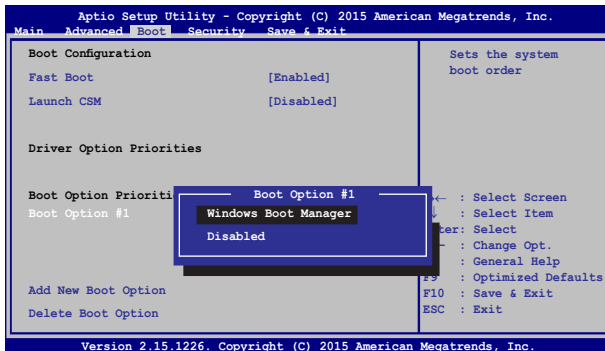 Aptio Setup Utility - Copyright (C) 2015 American Megatrends, Inc.
Main Advanced Boot Security Save & Exit
Boot Configuration
Fast Boot [Enabled]
Launch CSM [Disabled]
Driver Option Priorities
Boot Option Prioriti
Boot Option #1
Boot Option #1
Windows Boot Manager
Disabled
Add New Boot Option
Delete Boot Option
Sets the system
boot order
: Select Screen
: Select Item
: Select
: Change Opt.
: General Help
F9 : Optimized Defaults
F10 : Save & Exit
ESC : Exit
Version 2.15.1226. Copyright (C) 2015 American Megatrends, Inc.